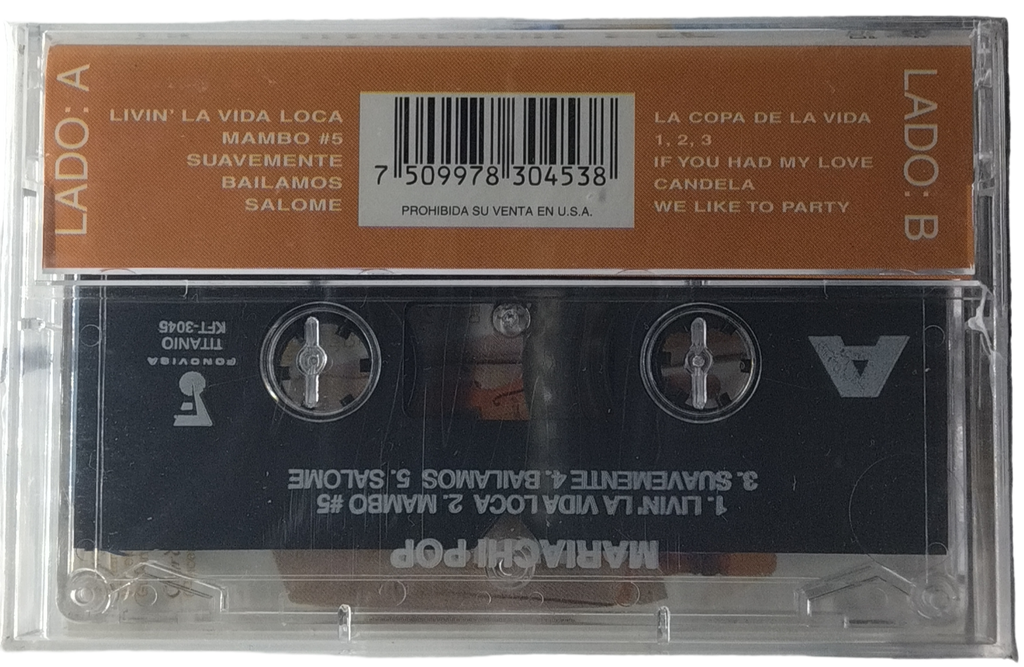 LADO: A
LIVIN' LA VIDA LOCA
MAMBO #5
SUAVEMENTE
BAILAMOS
SALOME
7 509978 304538
PROHIBIDA SU VENTA EN U.S.A.
LADO: B
LA COPA DE LA VIDA
1, 2, 3
IF YOU HAD MY LOVE
CANDELA
WE LIKE TO PARTY
MARIACHI POP
1. LIVIN' LA VIDA LOCA 2. MAMBO #5
3. SUAVEMENTE 4. BAILAMOS 5. SALOME
A
FONOVISA
TITANIO
KFT-3045